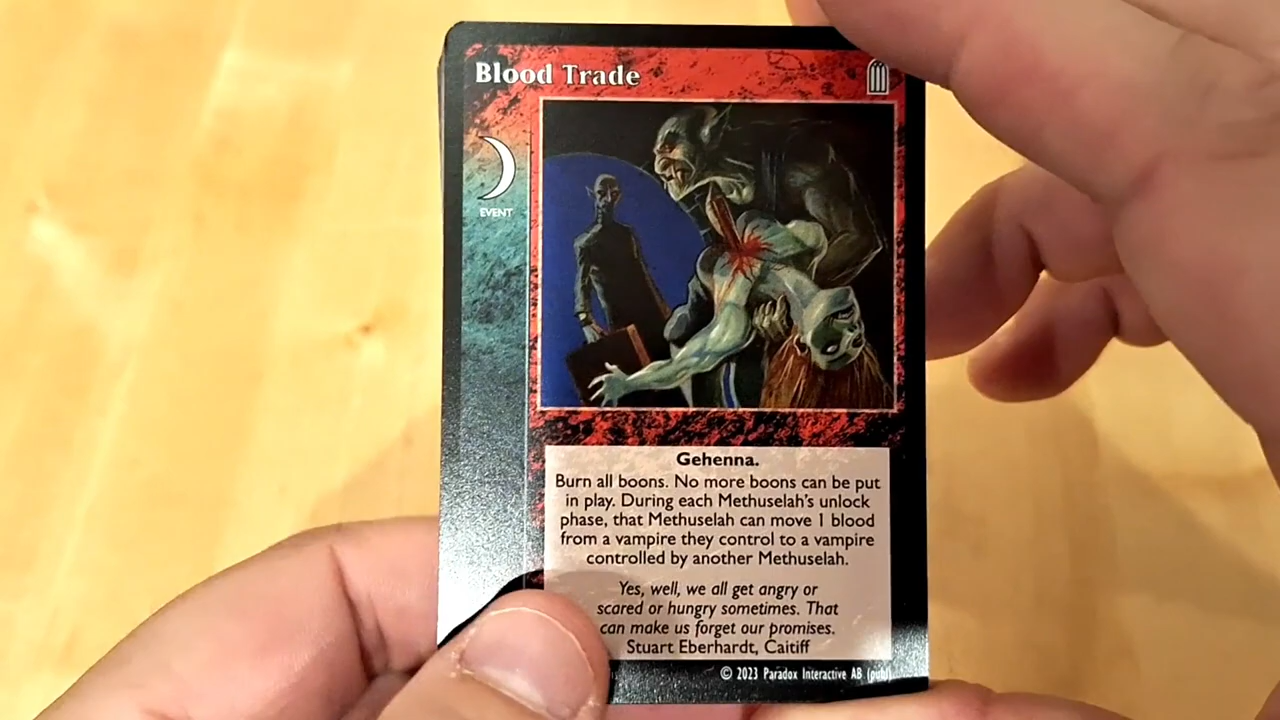 Blood Trade
EVENT
Gehenna.
Burn all boons. No more boons can be put
in play. During each Methuselah's unlock
phase, that Methuselah can move 1 blood
from a vampire they control to a vampire
controlled by another Methuselah.
Yes, well, we all get angry or
scared or hungry sometimes. That
can make us forget our promises.
Stuart Eberhardt, Caitiff
© 2023 Paradox Interactive AB (publ)